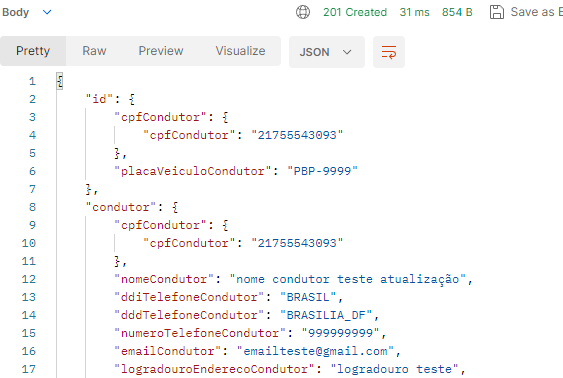 Body 201 Created 31 ms 854 B Save as E
Pretty Raw Preview Visualize JSON
1 {
2 "id": {
3 "cpfCondutor": {
4 "cpfCondutor": "21755543093"
5 },
6 "placaVeiculoCondutor": "PBP-9999"
7 },
8 "condutor": {
9 "cpfCondutor": {
10 "cpfCondutor": "21755543093"
11 },
12 "nomeCondutor": "nome condutor teste atualização",
13 "ddiTelefoneCondutor": "BRASIL",
14 "dddTelefoneCondutor": "BRASILIA_DF",
15 "numeroTelefoneCondutor": "999999999",
16 "emailCondutor": "emailteste@gmail.com",
17 "logradouroEnderecoCondutor": "logradouro teste",